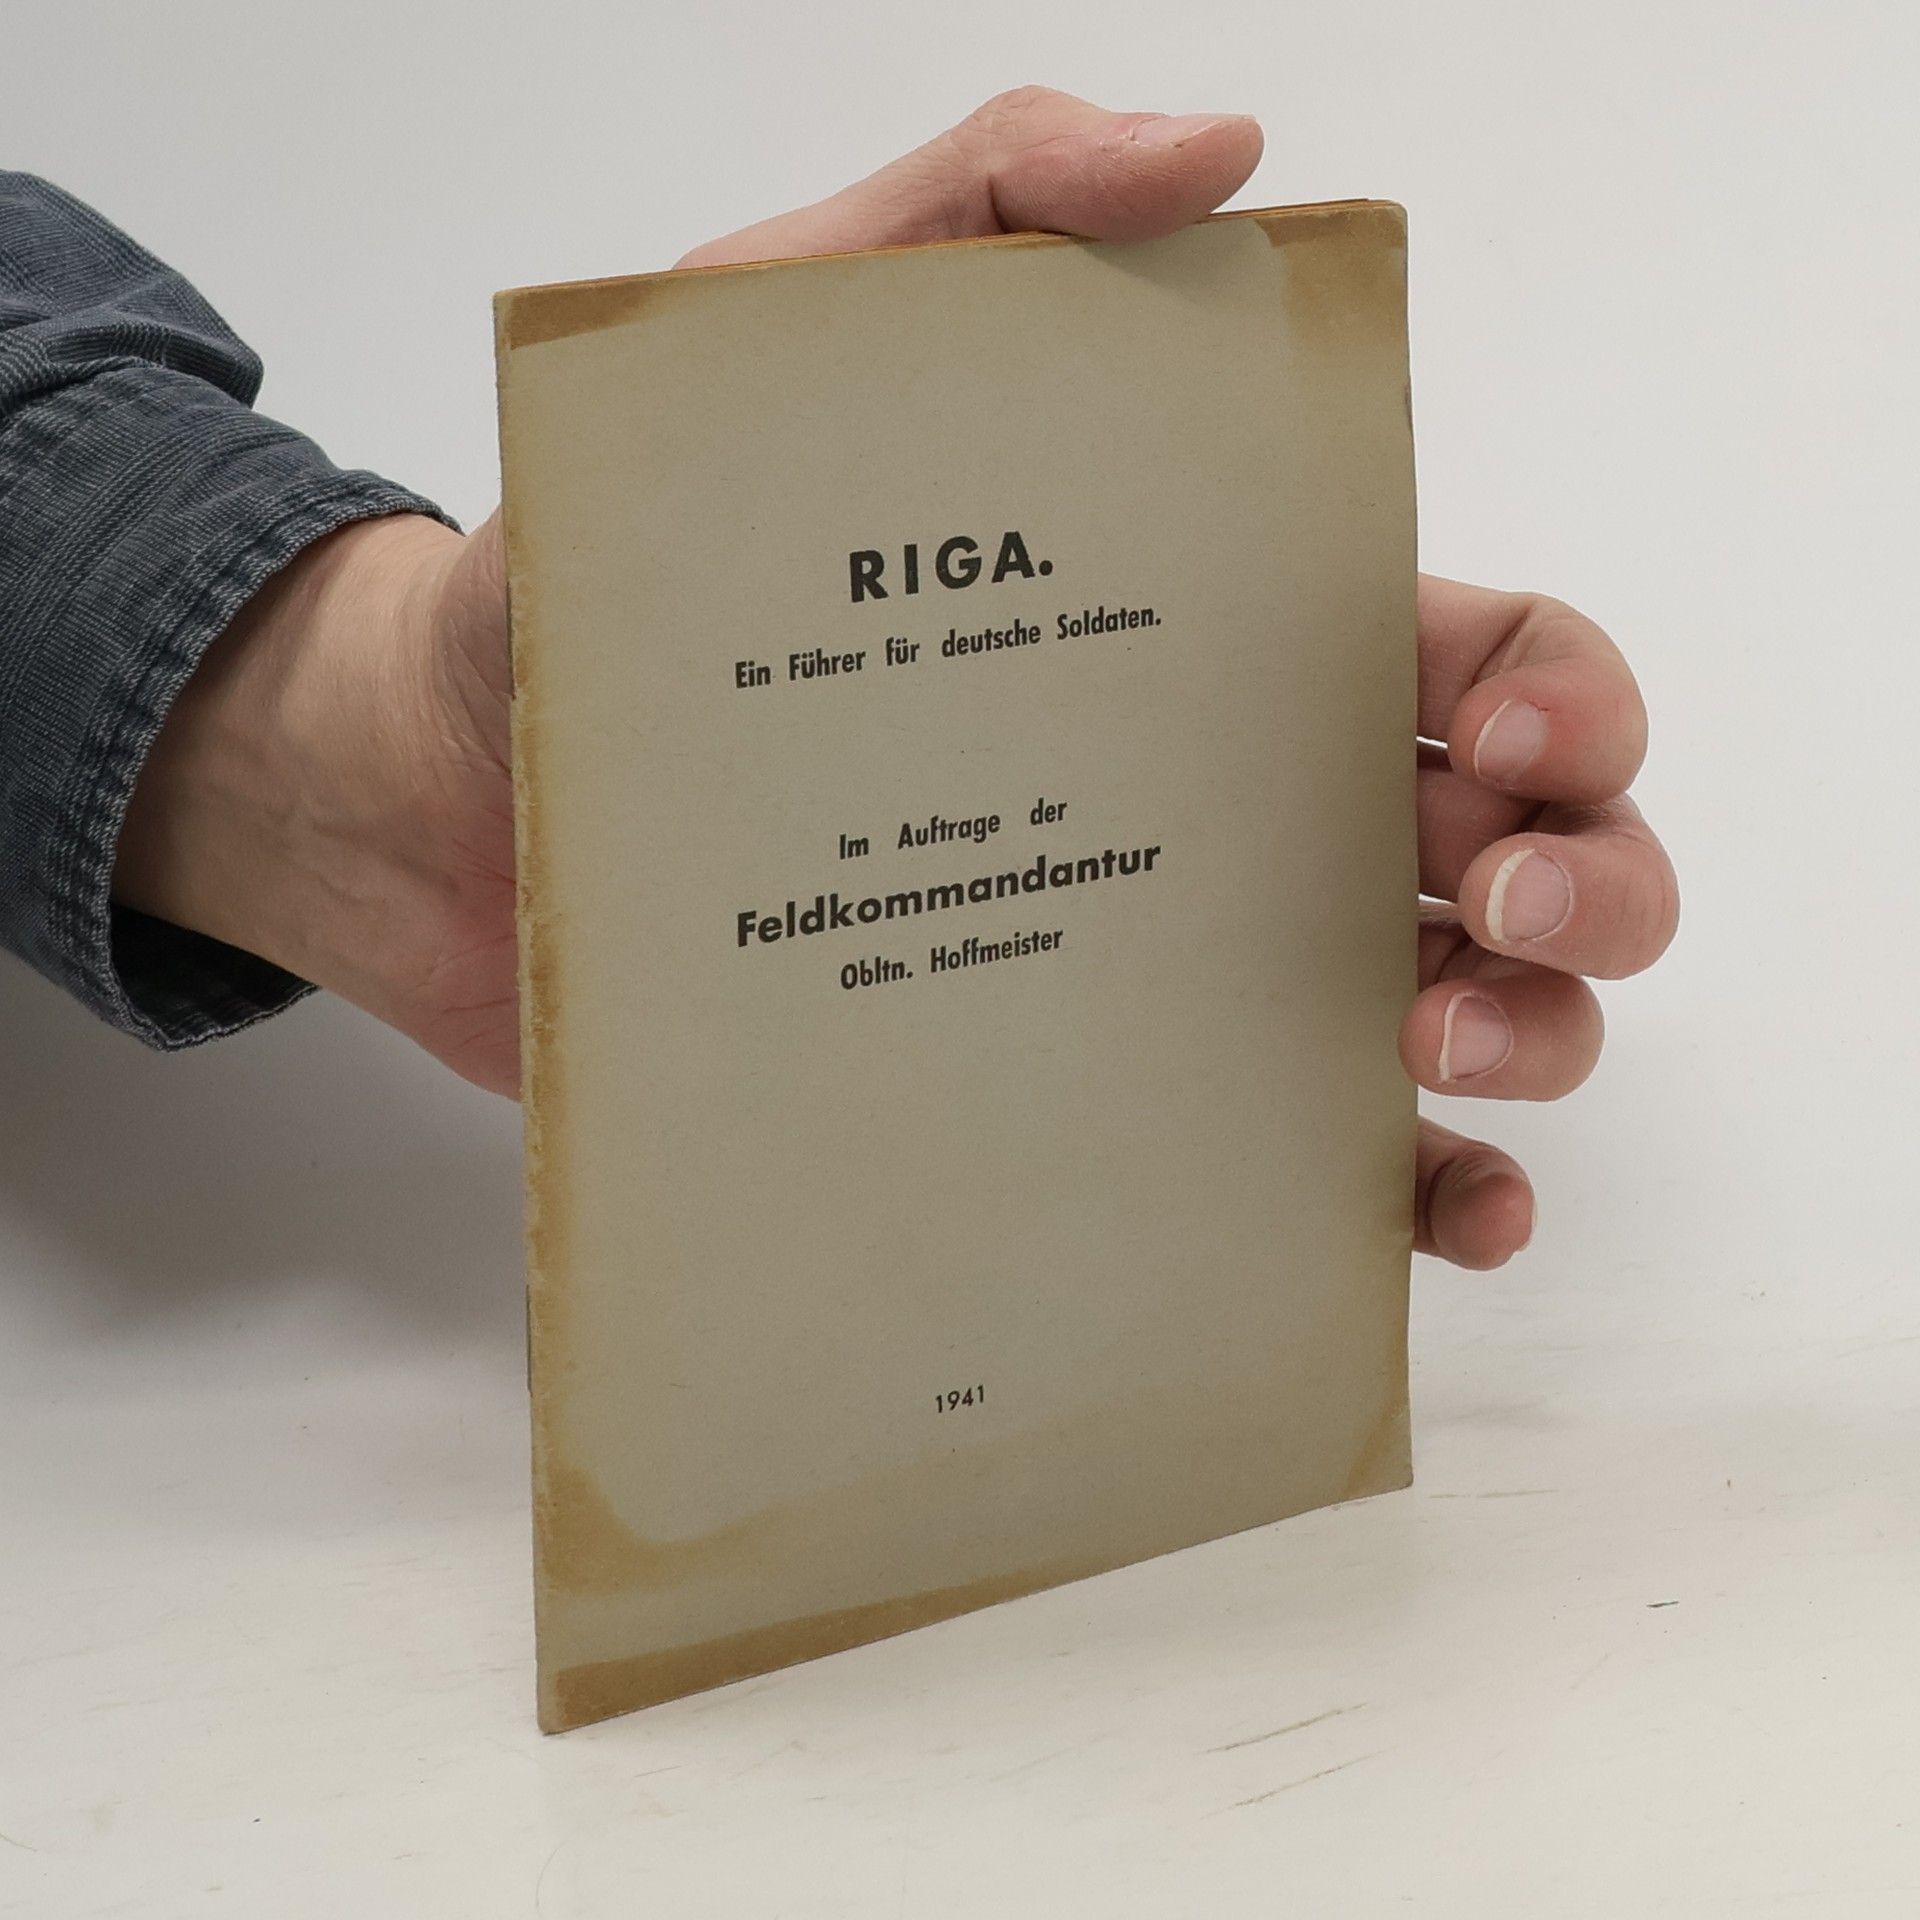 RIGA.
Ein Führer für deutsche Soldaten.
Im Auftrage der
Feldkommandantur
Obltn. Hoffmeister
1941